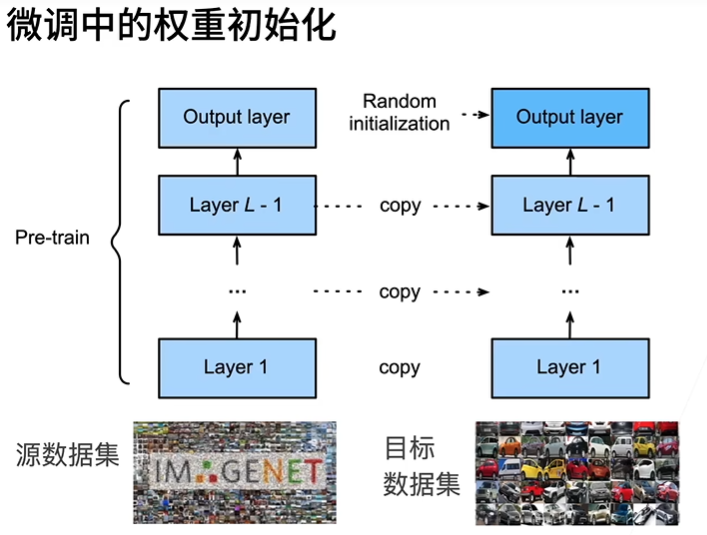 微调中的权重初始化
Output layer
Random
initialization
Output layer
Layer L - 1
copy
Layer L - 1
Pre-train
...
copy
...
Layer 1
copy
Layer 1
源数据集
IMAGENET
目标
数据集